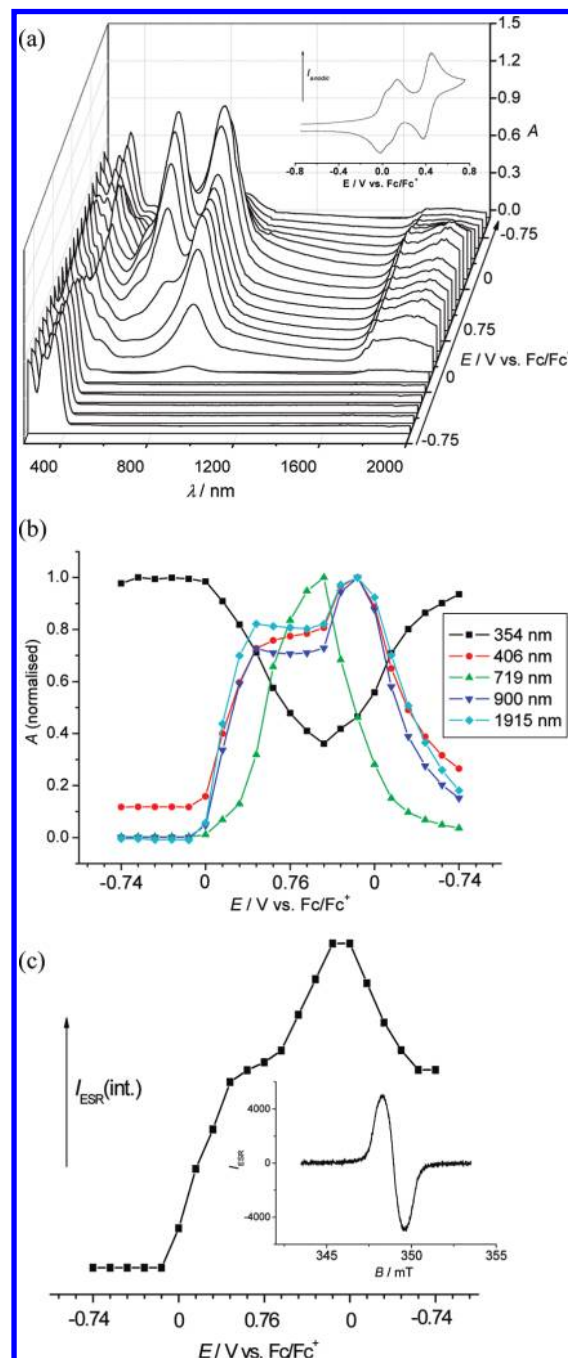 (a)
1.5
1.2
0.9
A
0.6
0.3
0.0
I anodic
-0.8 -0.4 0.0 0.4 0.8
E / V vs. Fc/Fc+
-0.75
0
0.75
0
-0.75
E / V vs. Fc/Fc+
400 800 1200 1600 2000
λ / nm
(b)
1.0
0.8
0.6
0.4
0.2
0.0
A (normalised)
354 nm
406 nm
719 nm
900 nm
1915 nm
-0.74 0 0.76 0 -0.74
E / V vs. Fc/Fc+
(c)
IESR(int.)
4000
0
-4000
IESR
345 350 355
B / mT
-0.74 0 0.76 0 -0.74
E / V vs. Fc/Fc+